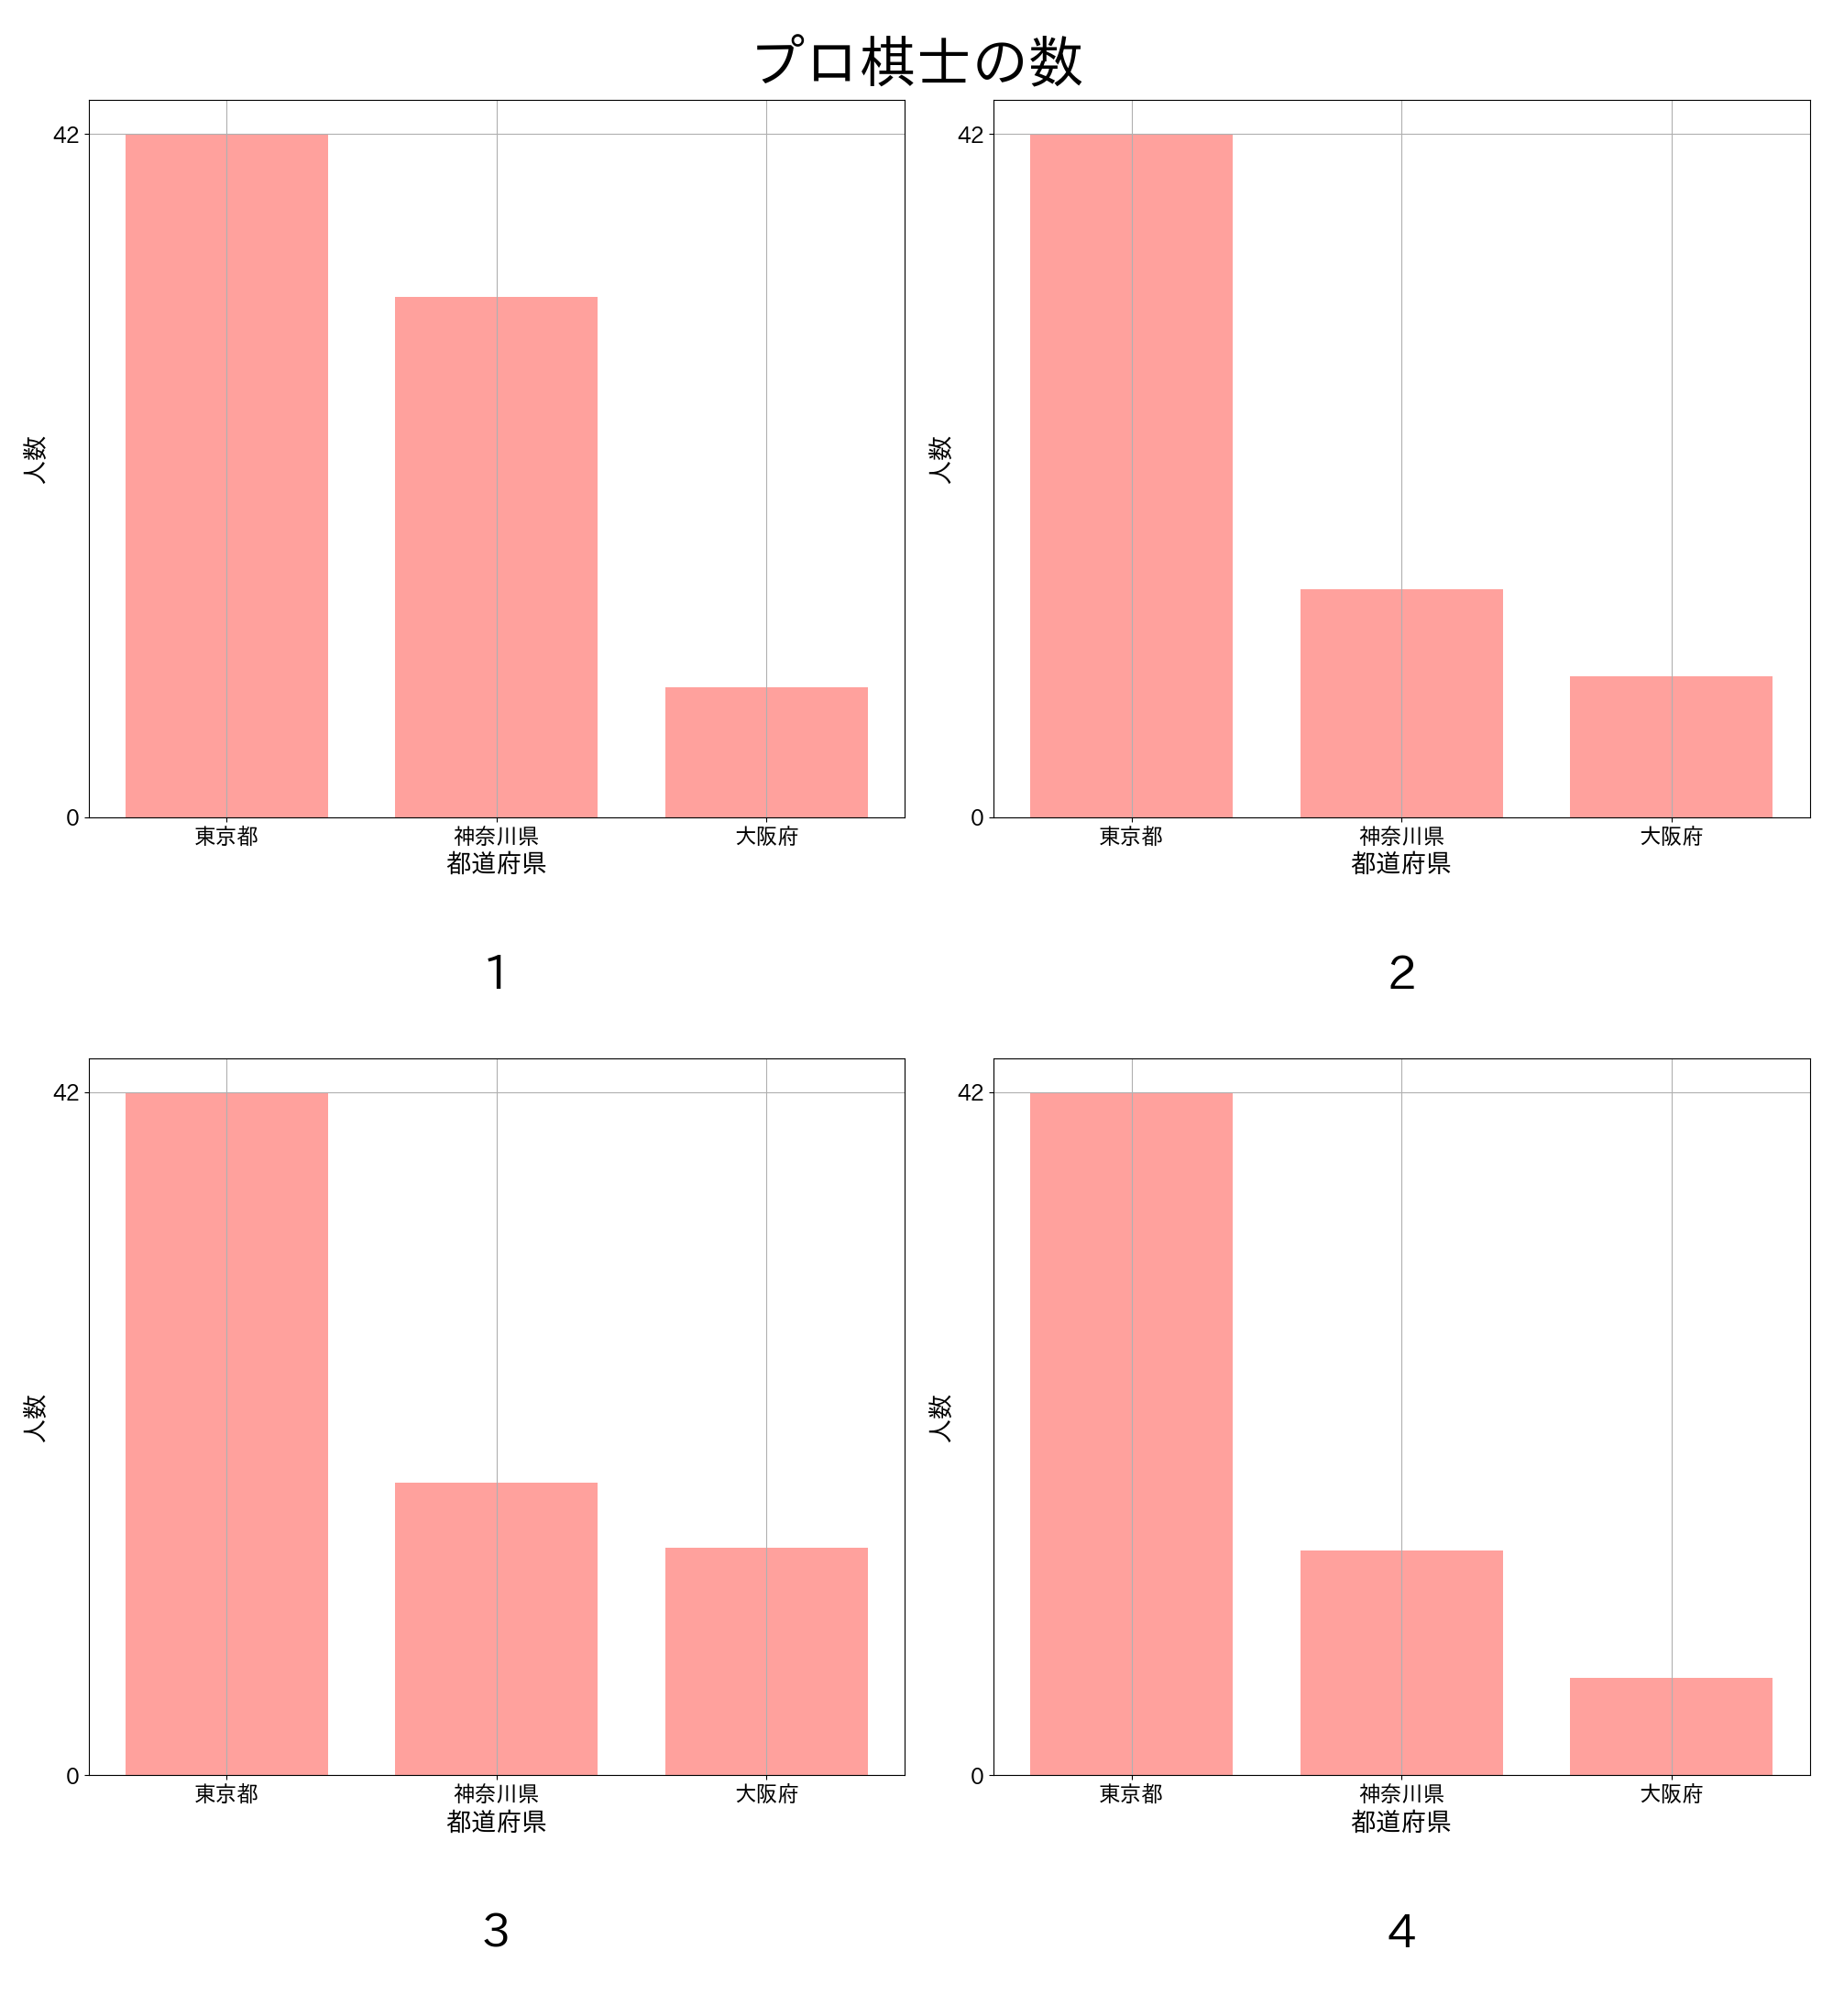 プロ棋士の数
42
0
人数
東京都 神奈川県 大阪府
都道府県
1
42
0
人数
東京都 神奈川県 大阪府
都道府県
2
42
0
人数
東京都 神奈川県 大阪府
都道府県
3
42
0
人数
東京都 神奈川県 大阪府
都道府県
4